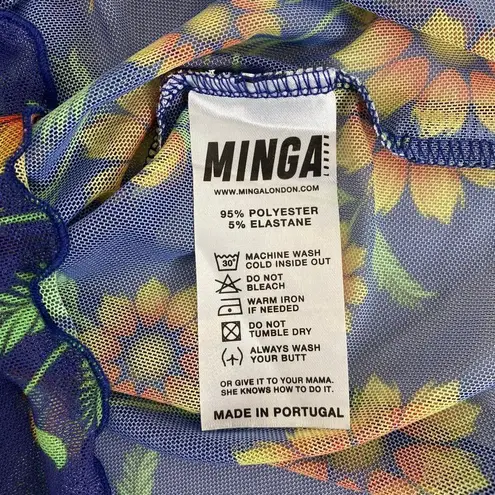 MINGA LONDON
WWW.MINGALONDON.COM
95% POLYESTER
5% ELASTANE
30°
MACHINE WASH
COLD INSIDE OUT
DO NOT
BLEACH
WARM IRON
IF NEEDED
DO NOT
TUMBLE DRY
ALWAYS WASH
YOUR BUTT
OR GIVE IT TO YOUR MAMA.
SHE KNOWS HOW TO DO IT.
MADE IN PORTUGAL